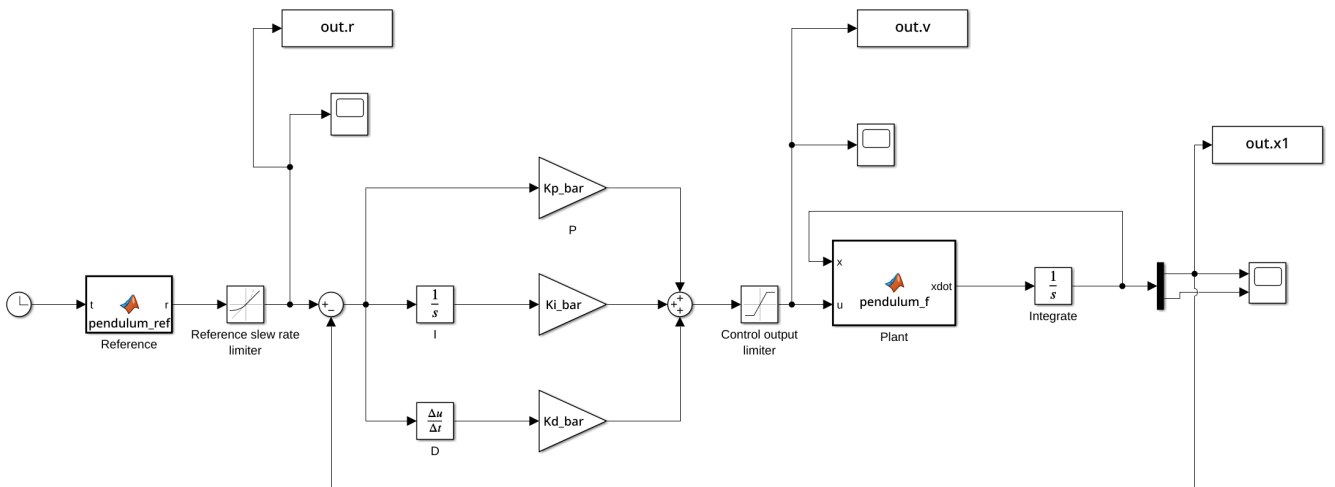 out.r
out.v
out.x1
Kp_bar
P
t
r
pendulum_ref
Reference
Reference slew rate
limiter
+
−
1
s
I
Ki_bar
+
+
+
Control output
limiter
x
u
xdot
pendulum_f
Plant
1
s
Integrate
Δu
Δt
D
Kd_bar